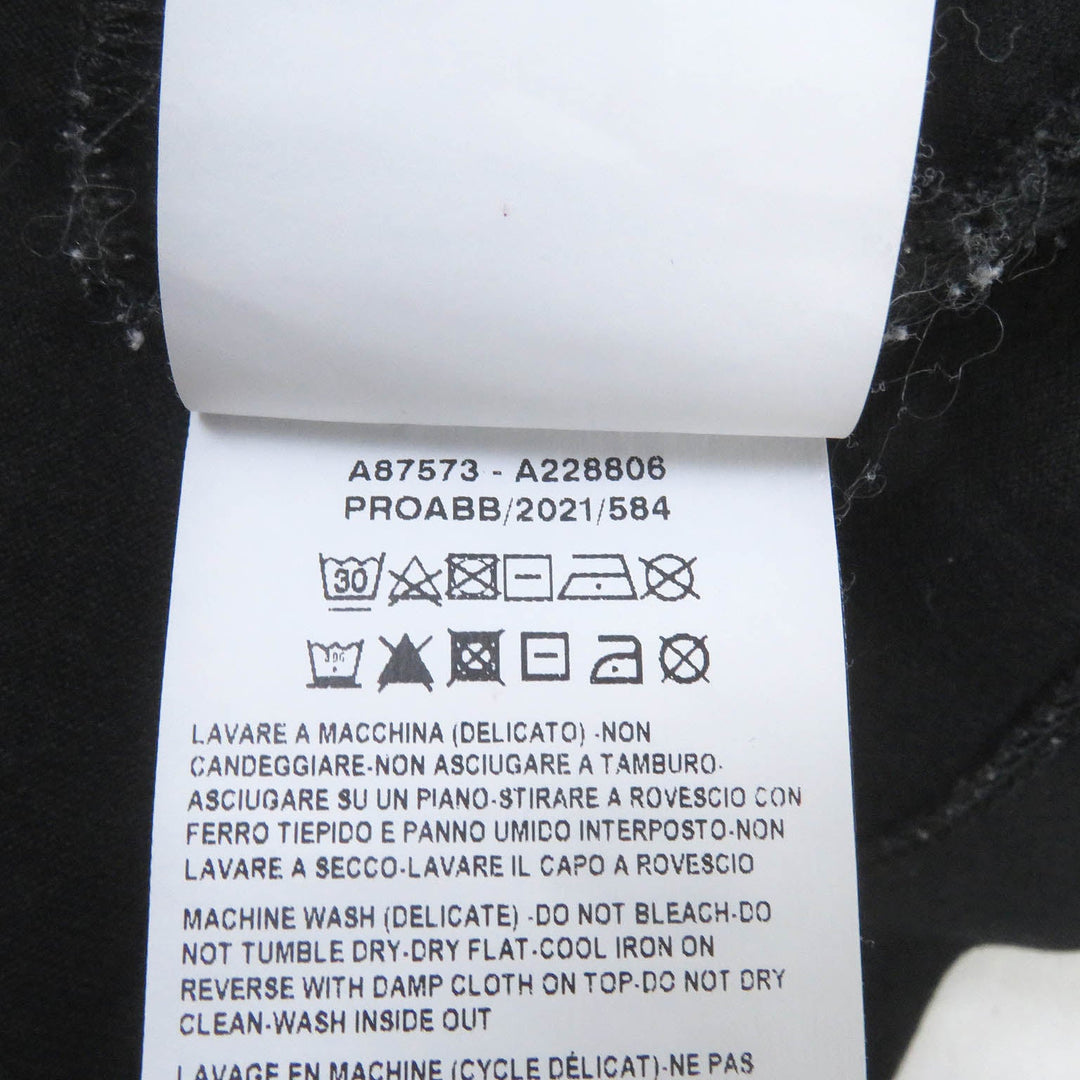 A87573 - A228806
PROABB/2021/584
30
30c
LAVARE A MACCHINA (DELICATO) -NON
CANDEGGIARE-NON ASCIUGARE A TAMBURO-
ASCIUGARE SU UN PIANO-STIRARE A ROVESCIO CON
FERRO TIEPIDO E PANNO UMIDO INTERPOSTO-NON
LAVARE A SECCO-LAVARE IL CAPO A ROVESCIO
MACHINE WASH (DELICATE) -DO NOT BLEACH-DO
NOT TUMBLE DRY-DRY FLAT-COOL IRON ON
REVERSE WITH DAMP CLOTH ON TOP-DO NOT DRY
CLEAN-WASH INSIDE OUT
LAVAGE EN MACHINE (CYCLE DÉLICAT)-NE PAS